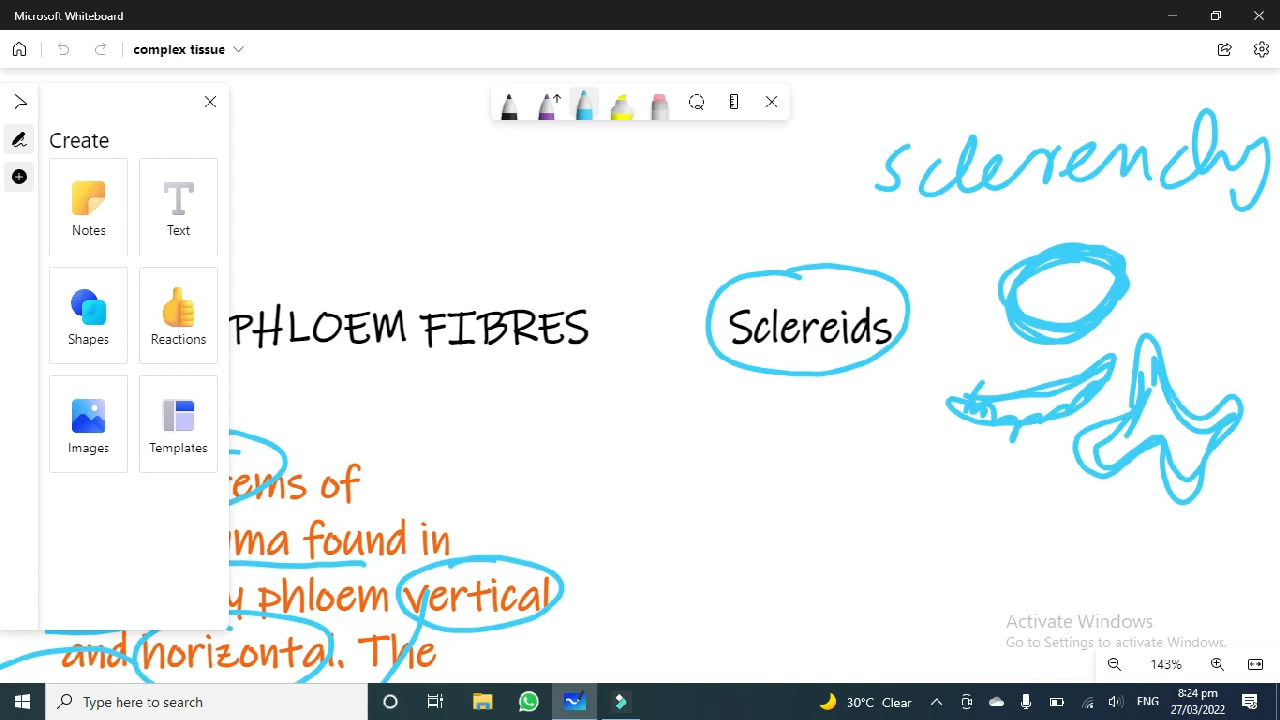 Microsoft Whiteboard
complex tissue
Create
Notes
Text
Shapes
Reactions
Images
Templates
sclerenchy
PHLOEM FIBRES
Sclereids
rems of
ma found in
phloem vertical
and horizontal. The
Activate Windows
Go to Settings to activate Windows.
143%
Type here to search
30°C Clear
ENG
8:24 pm
27/03/2022